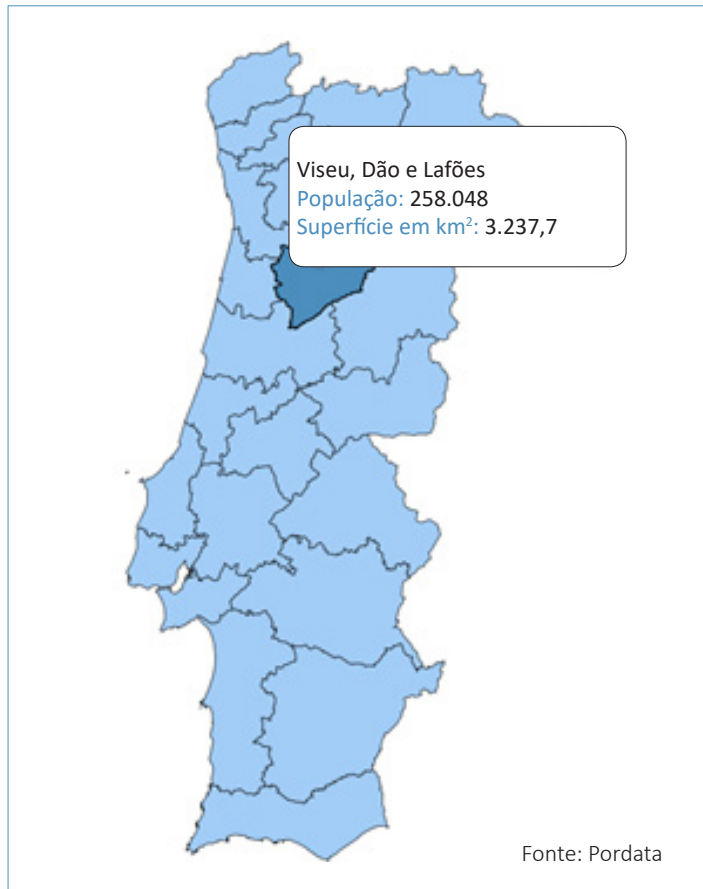 Viseu, Dão e Lafões
População: 258.048
Superfície em km²: 3.237,7
Fonte: Pordata